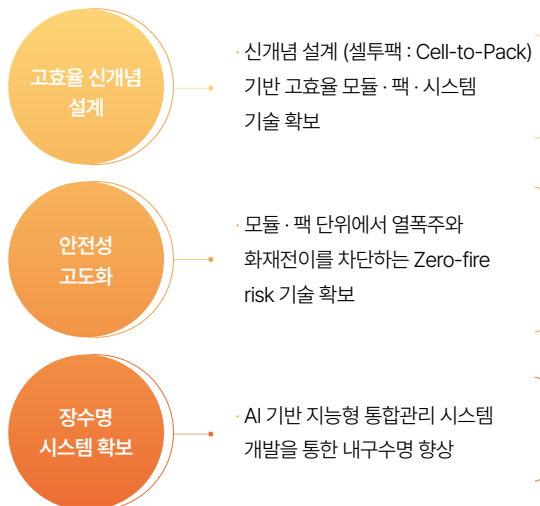 고효율 신개념
설계
· 신개념 설계 (셀투팩 : Cell-to-Pack)
기반 고효율 모듈 · 팩 · 시스템
기술 확보
안전성
고도화
· 모듈 · 팩 단위에서 열폭주와
화재전이를 차단하는 Zero-fire
risk 기술 확보
장수명
시스템 확보
· AI 기반 지능형 통합관리 시스템
개발을 통한 내구수명 향상